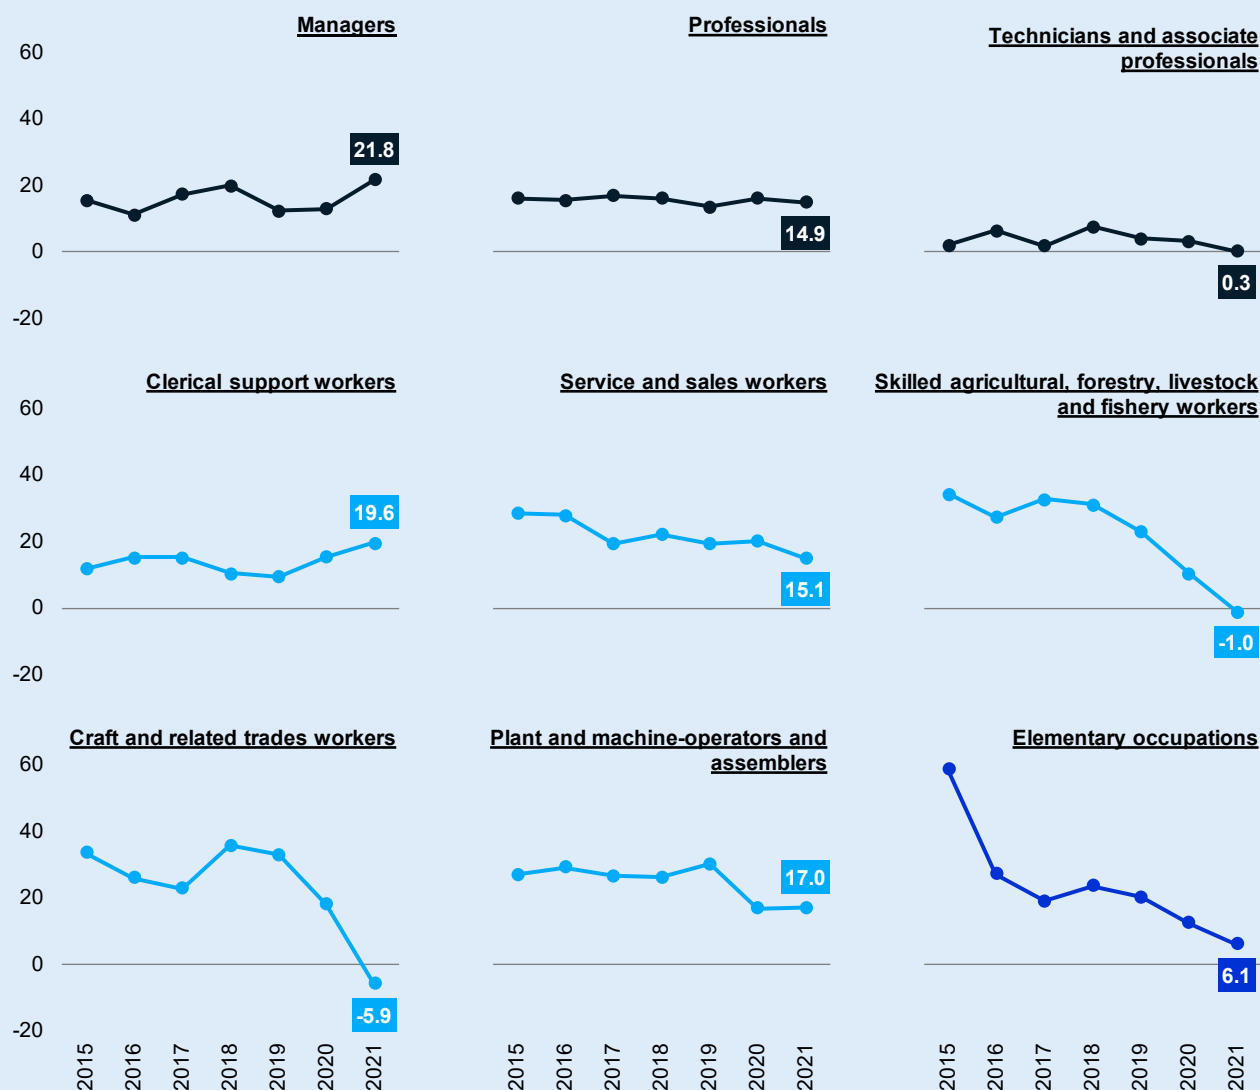 Managers
Professionals
Technicians and associate
professionals
60
40
20
0
-20
21.8
14.9
0.3
Clerical support workers
Service and sales workers
Skilled agricultural, forestry, livestock
and fishery workers
60
40
20
0
-20
19.6
15.1
-1.0
Craft and related trades workers
Plant and machine-operators and
assemblers
Elementary occupations
60
40
20
0
-20
-5.9
17.0
6.1
2015 2016 2017 2018 2019 2020 2021
2015 2016 2017 2018 2019 2020 2021
2015 2016 2017 2018 2019 2020 2021